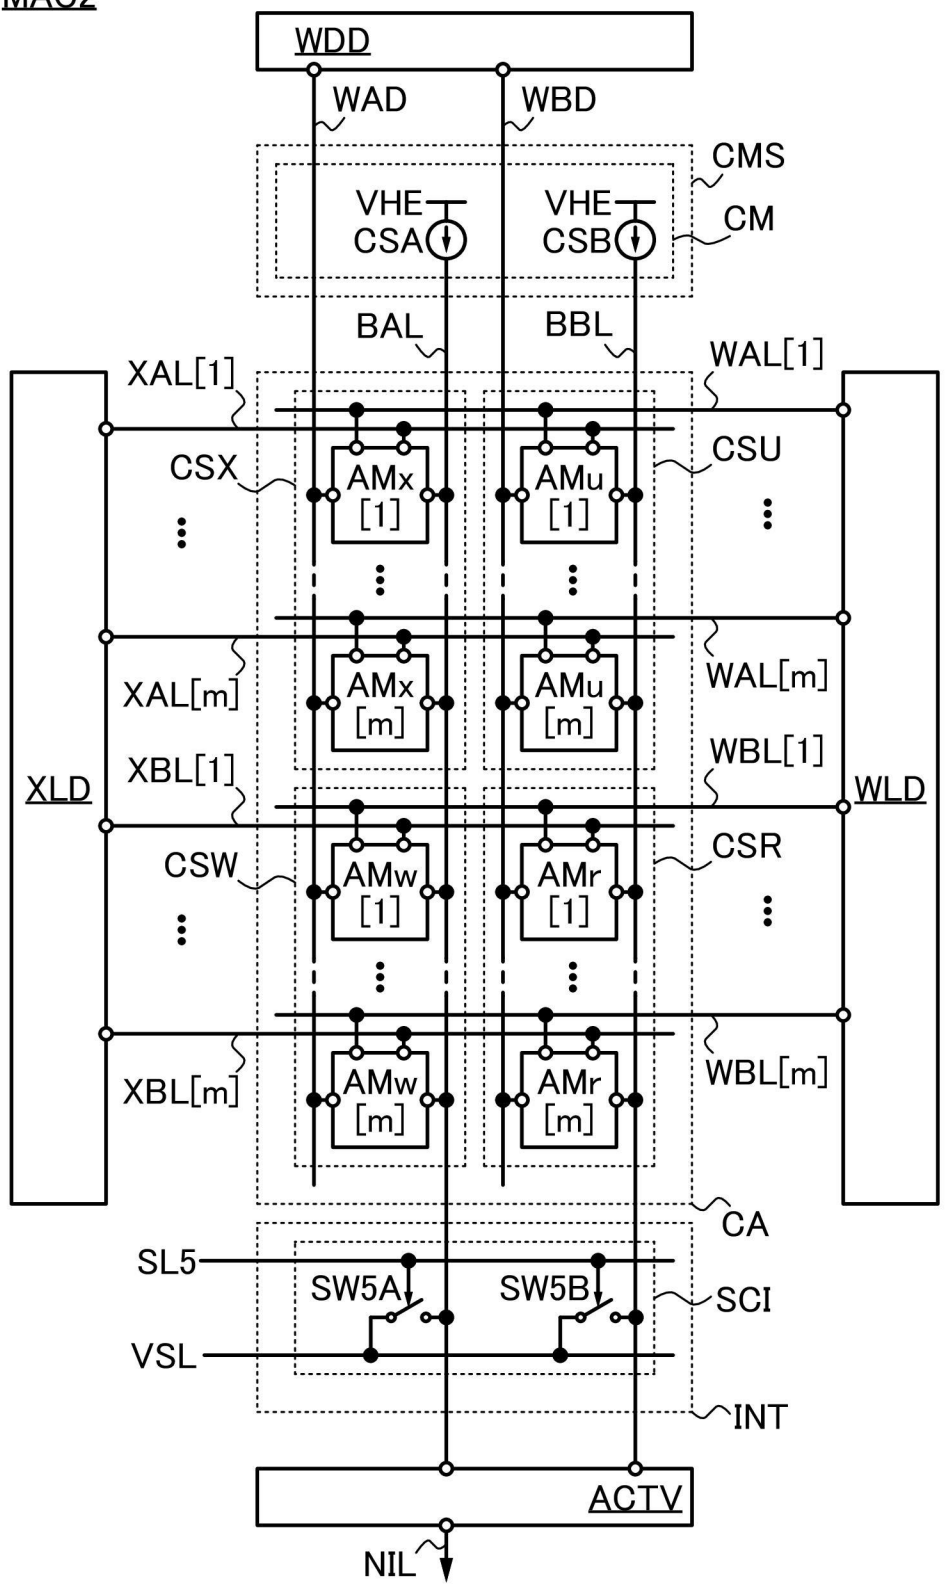 MAC2
WDD
WAD
WBD
CMS
VHE
VHE
CM
CSA
CSB
BAL
BBL
XAL[1]
WAL[1]
CSX
CSU
AMx
[1]
AMu
[1]
XAL[m]
WAL[m]
AMx
[m]
AMu
[m]
XBL[1]
WBL[1]
XLD
WLD
CSW
CSR
AMw
[1]
AMr
[1]
XBL[m]
WBL[m]
AMw
[m]
AMr
[m]
CA
SL5
SW5A
SW5B
SCI
VSL
INT
ACTV
NIL